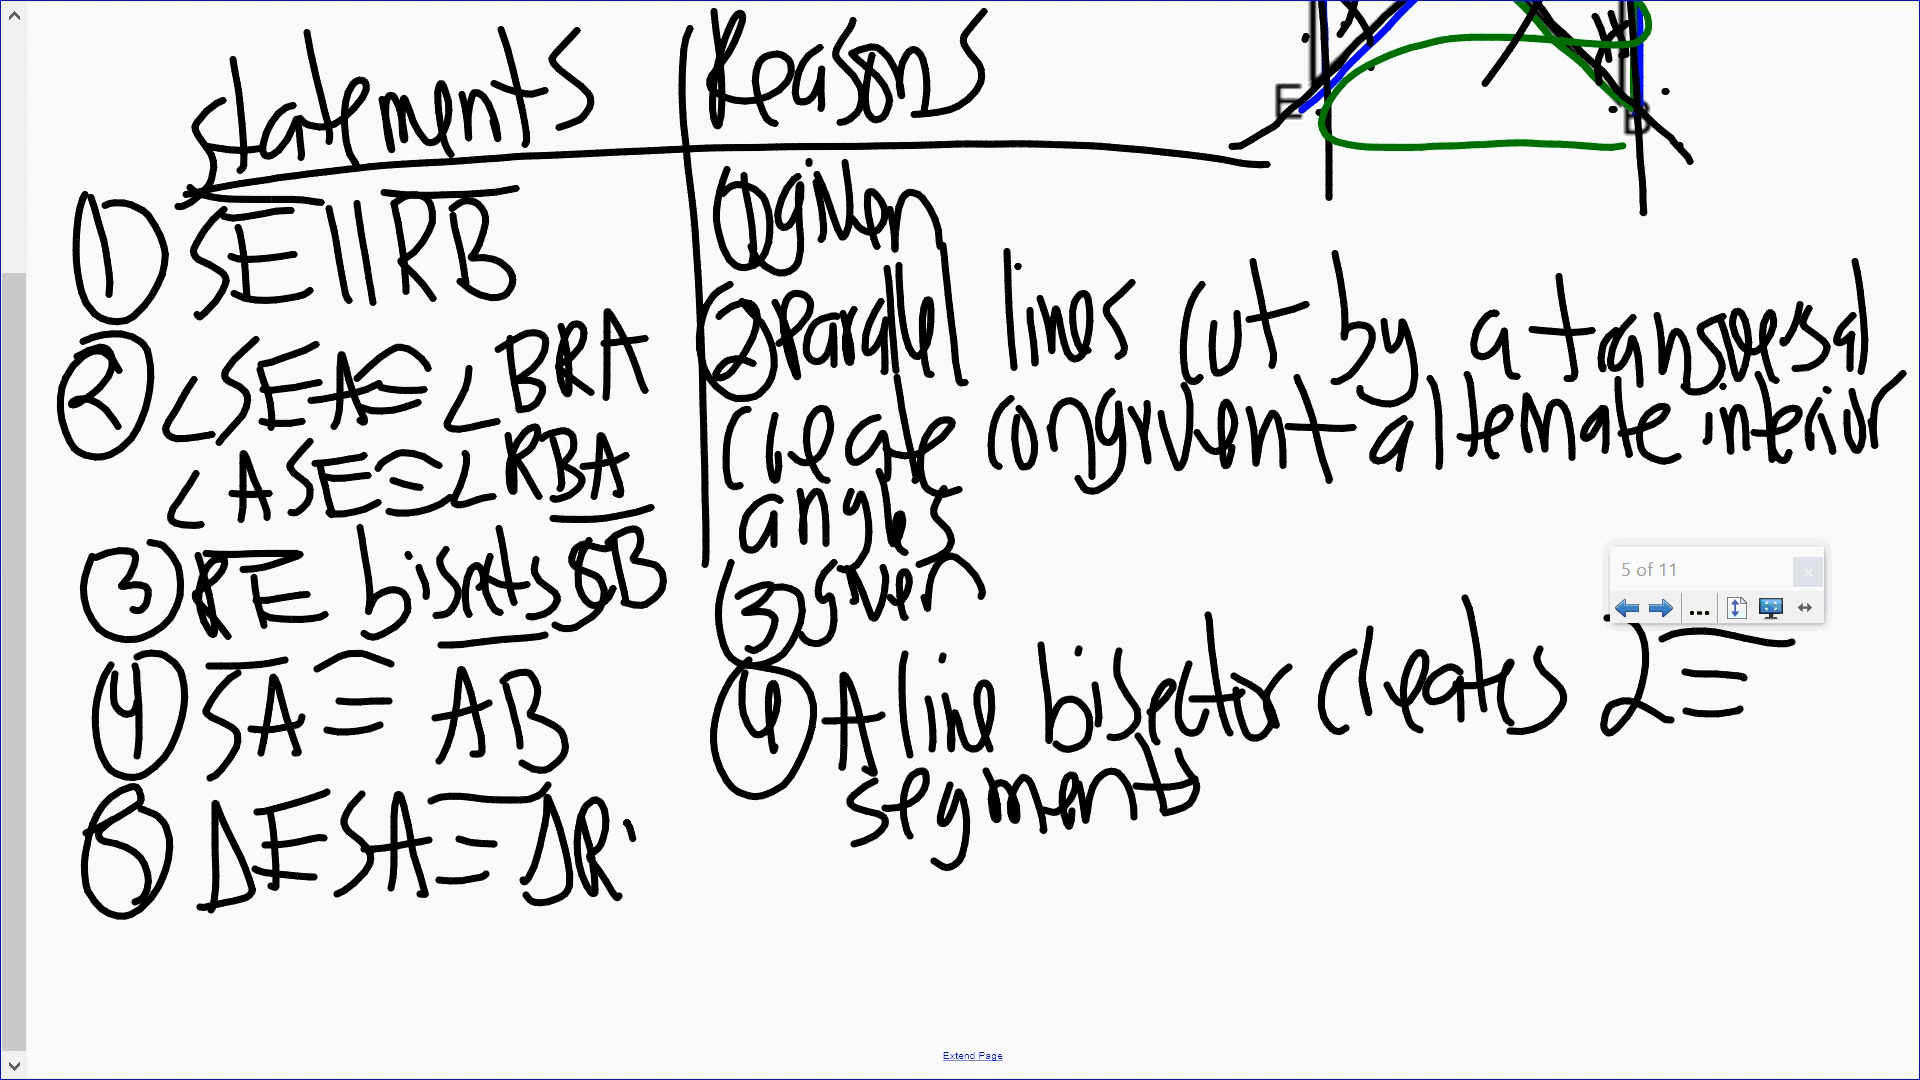 Statements Reasons
E B
① SE || RB ① given
② ∠SEA ≅ ∠BRA ② Parallel lines cut by a transversal
∠ASE ≅ ∠RBA create congruent alternate interior
angles
③ RE bisects SB ③ given
④ SA ≅ AB ④ A line bisector creates 2 ≅
segments
⑤ ΔESA ≅ ΔR
5 of 11
Extend Page